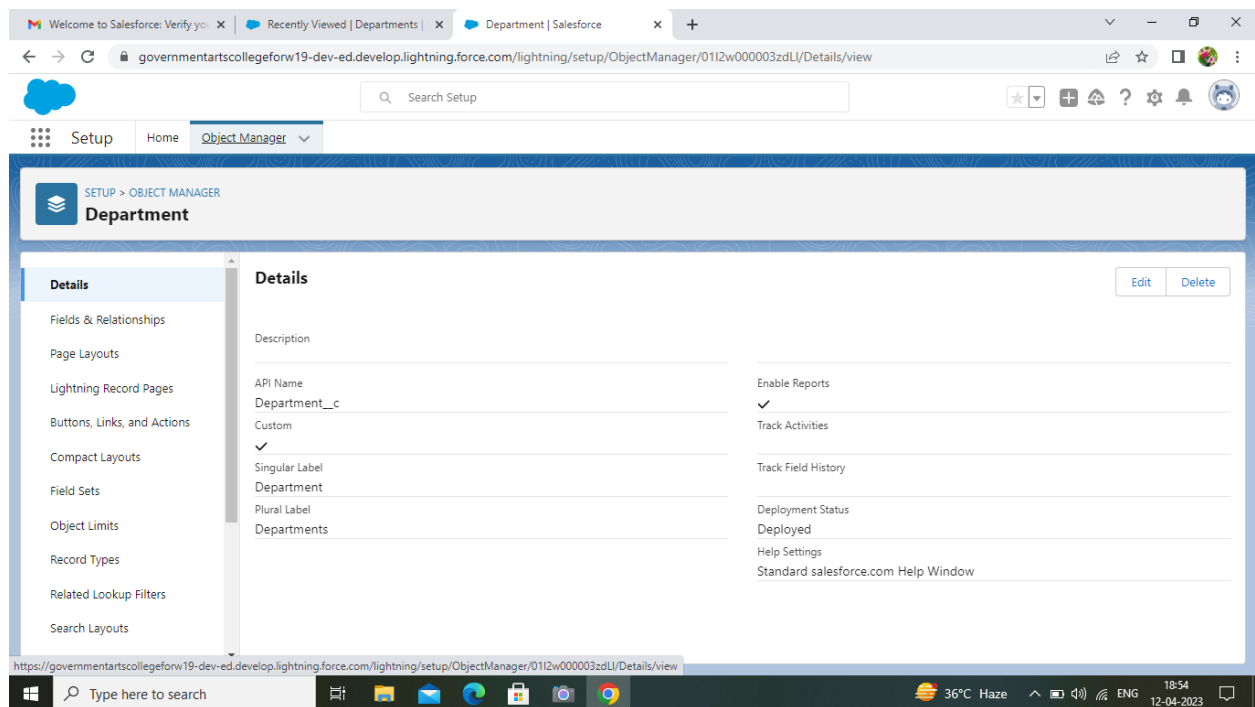 Welcome to Salesforce: Verify yo
Recently Viewed | Departments |
Department | Salesforce
governmentartscollegeforw19-dev-ed.develop.lightning.force.com/lightning/setup/ObjectManager/01I2w000003zdLI/Details/view
Search Setup
Setup
Home
Object Manager
SETUP > OBJECT MANAGER
Department
Details
Fields & Relationships
Page Layouts
Lightning Record Pages
Buttons, Links, and Actions
Compact Layouts
Field Sets
Object Limits
Record Types
Related Lookup Filters
Search Layouts
Details
Edit
Delete
Description
API Name
Department__c
Custom
Singular Label
Department
Plural Label
Departments
Enable Reports
Track Activities
Track Field History
Deployment Status
Deployed
Help Settings
Standard salesforce.com Help Window
https://governmentartscollegeforw19-dev-ed.develop.lightning.force.com/lightning/setup/ObjectManager/01I2w000003zdLI/Details/view
Type here to search
36°C Haze
ENG
18:54
12-04-2023